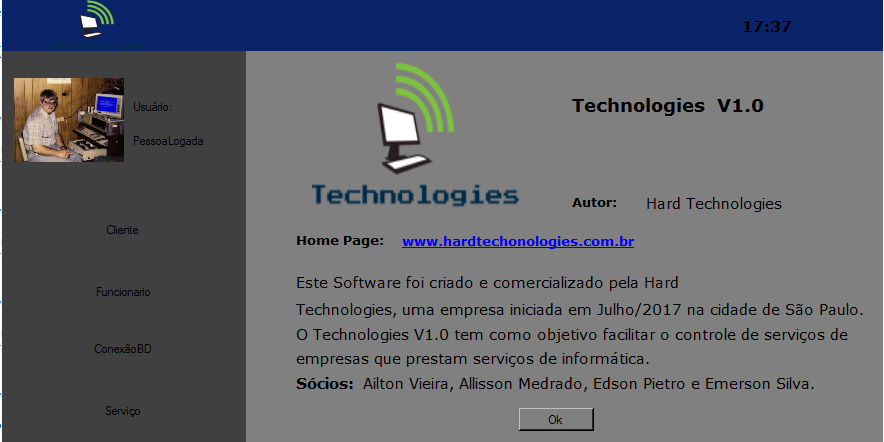 17:37
Usuário:
PessoaLogada
Cliente
Funcionario
ConexãoBD
Serviço
Technologies
Technologies V1.0
Autor: Hard Technologies
Home Page: www.hardtechonologies.com.br
Este Software foi criado e comercializado pela Hard
Technologies, uma empresa iniciada em Julho/2017 na cidade de São Paulo.
O Technologies V1.0 tem como objetivo facilitar o controle de serviços de
empresas que prestam serviços de informática.
Sócios: Ailton Vieira, Allisson Medrado, Edson Pietro e Emerson Silva.
Ok